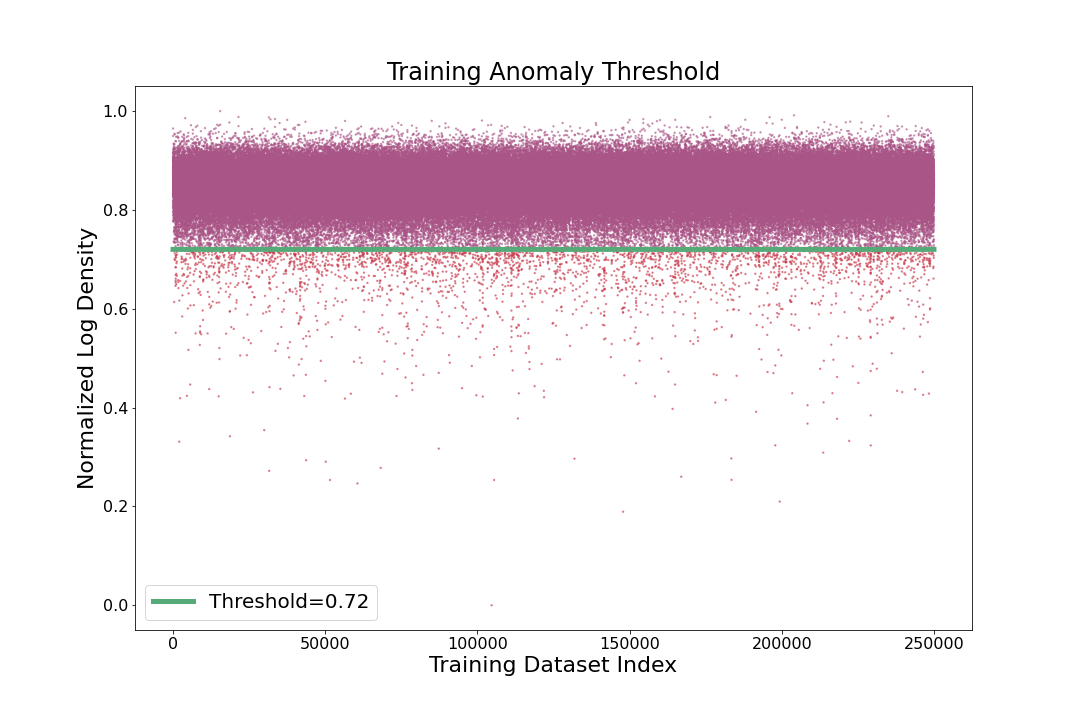 Training Anomaly Threshold
1.0
0.8
0.6
0.4
0.2
0.0
Normalized Log Density
Threshold=0.72
0 50000 100000 150000 200000 250000
Training Dataset Index